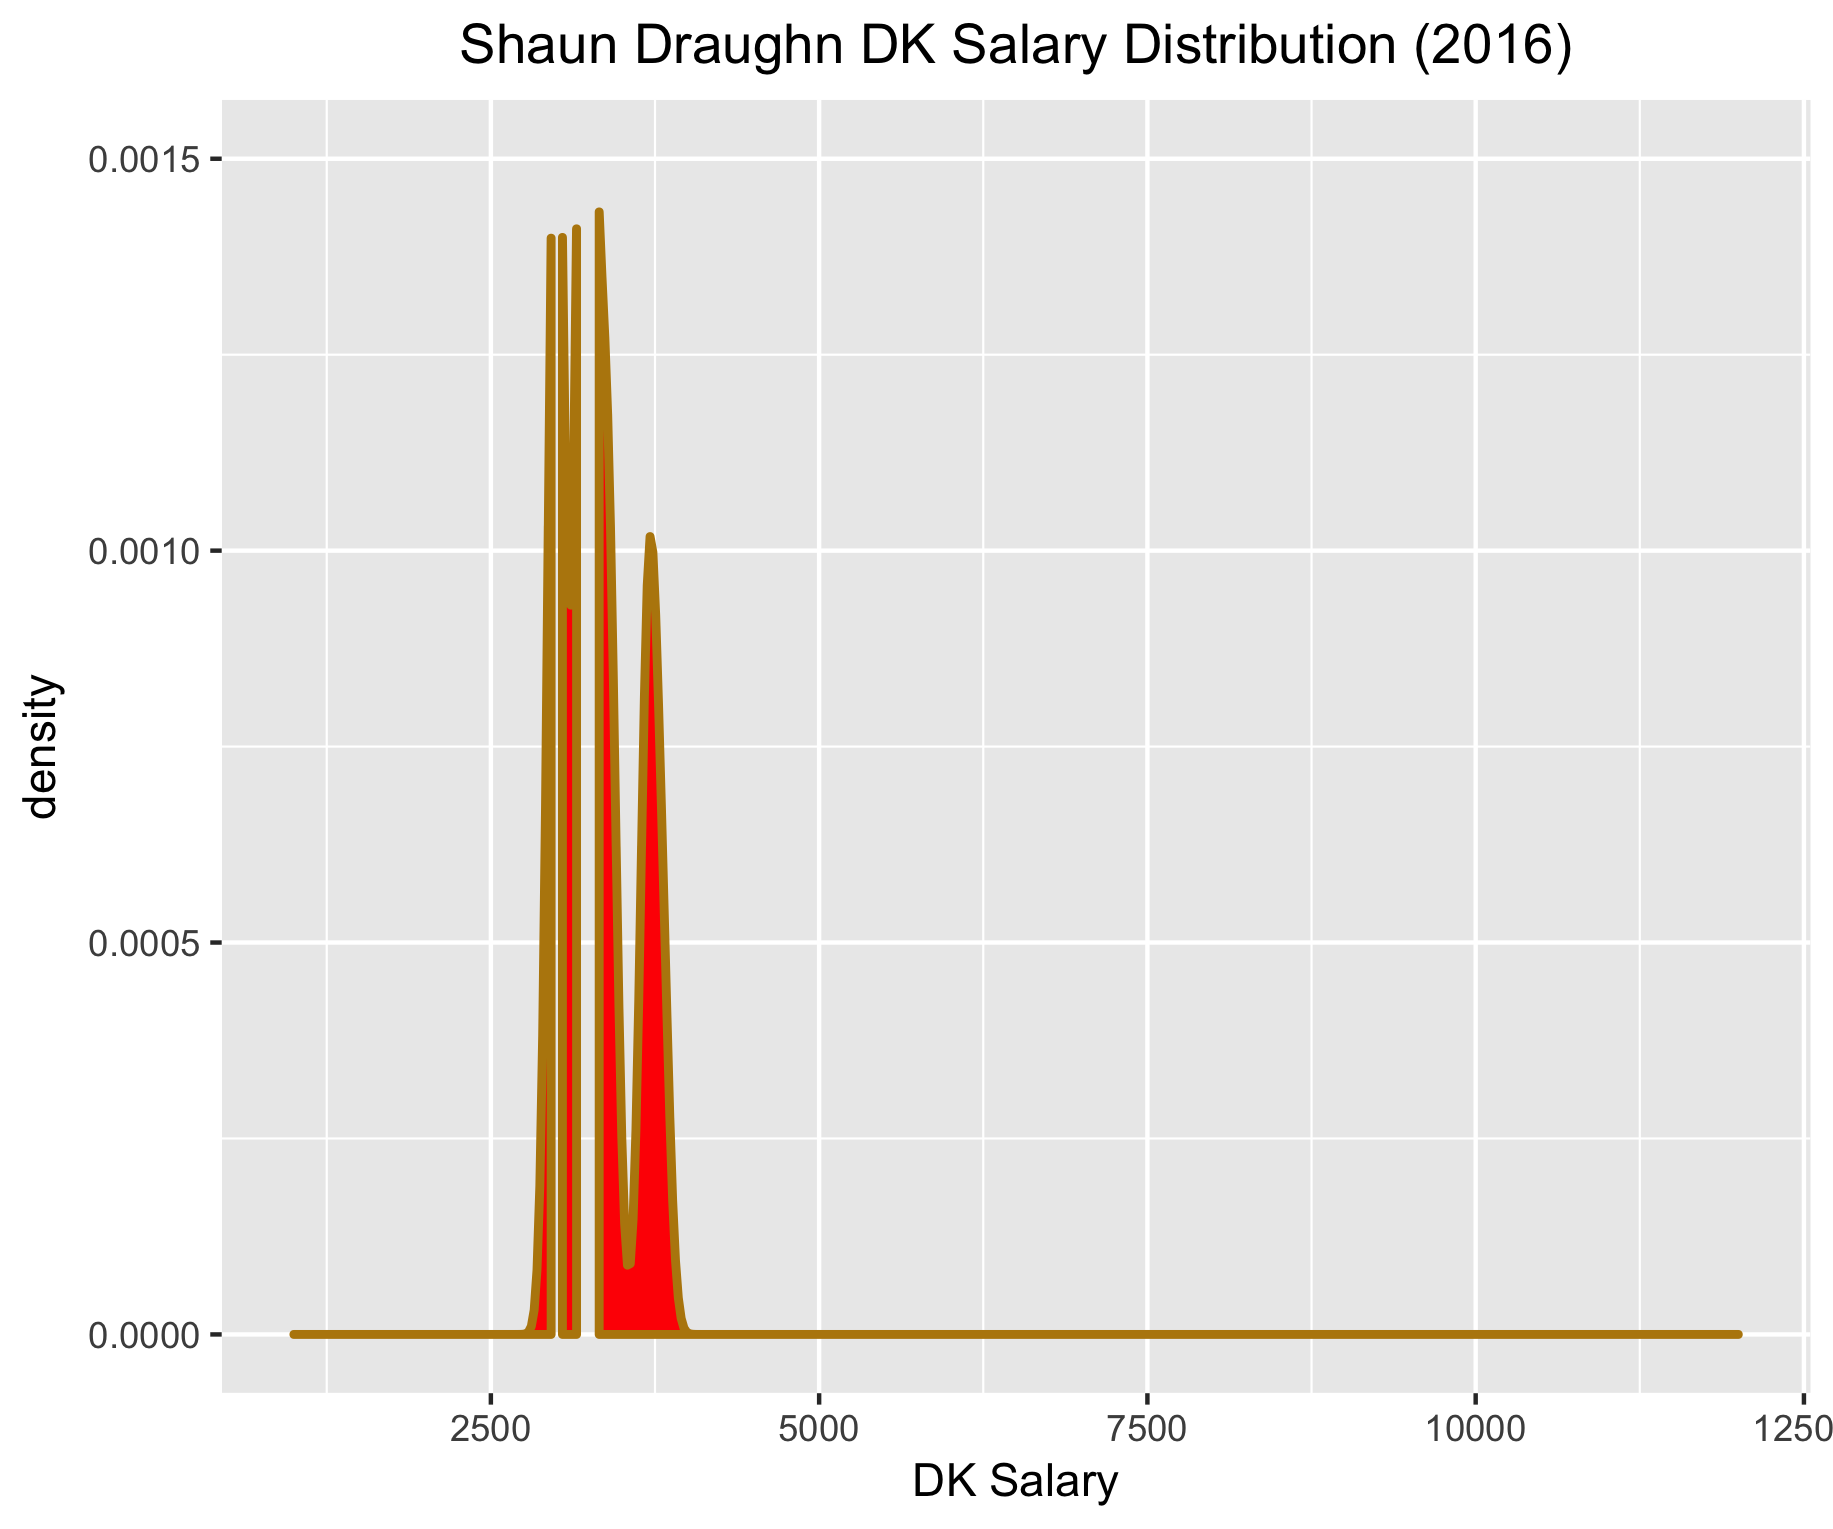 Shaun Draughn DK Salary Distribution (2016)
0.0015
0.0010
0.0005
0.0000
density
2500 5000 7500 10000 1250
DK Salary